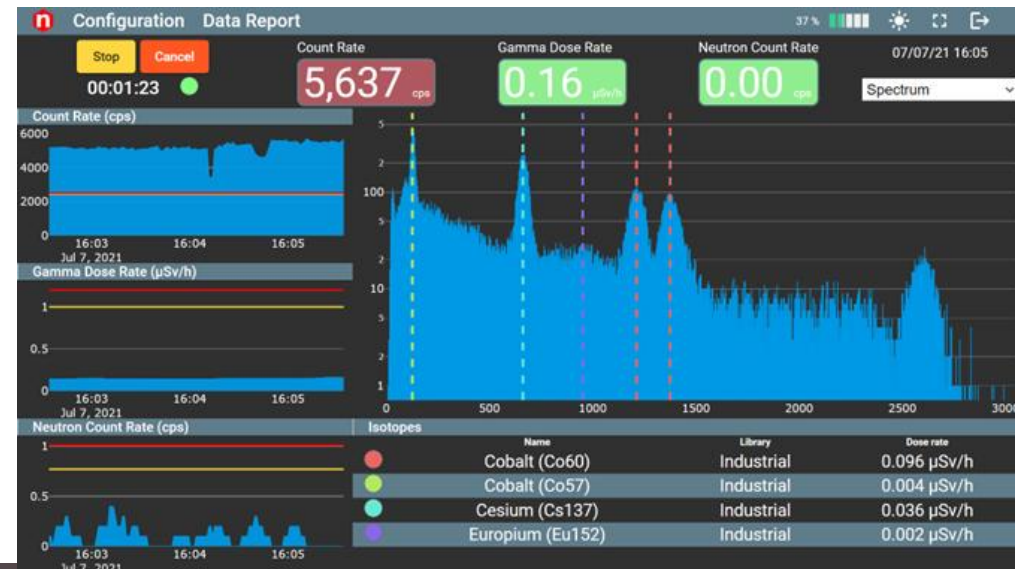 n Configuration Data Report 37 %
Stop Cancel
00:01:23
Count Rate
5,637 cps
Gamma Dose Rate
0.16 µSv/h
Neutron Count Rate
0.00 cps
07/07/21 16:05
Spectrum
Count Rate (cps)
6000
4000
2000
0
16:03 16:04 16:05
Jul 7, 2021
Gamma Dose Rate (µSv/h)
1
0.5
0
16:03 16:04 16:05
Jul 7, 2021
Neutron Count Rate (cps)
1
0.5
0
16:03 16:04 16:05
Jul 7, 2021
5
2
100
5
2
10
5
2
1
0 500 1000 1500 2000 2500 3000
Isotopes
Name Library Dose rate
Cobalt (Co60) Industrial 0.096 µSv/h
Cobalt (Co57) Industrial 0.004 µSv/h
Cesium (Cs137) Industrial 0.036 µSv/h
Europium (Eu152) Industrial 0.002 µSv/h